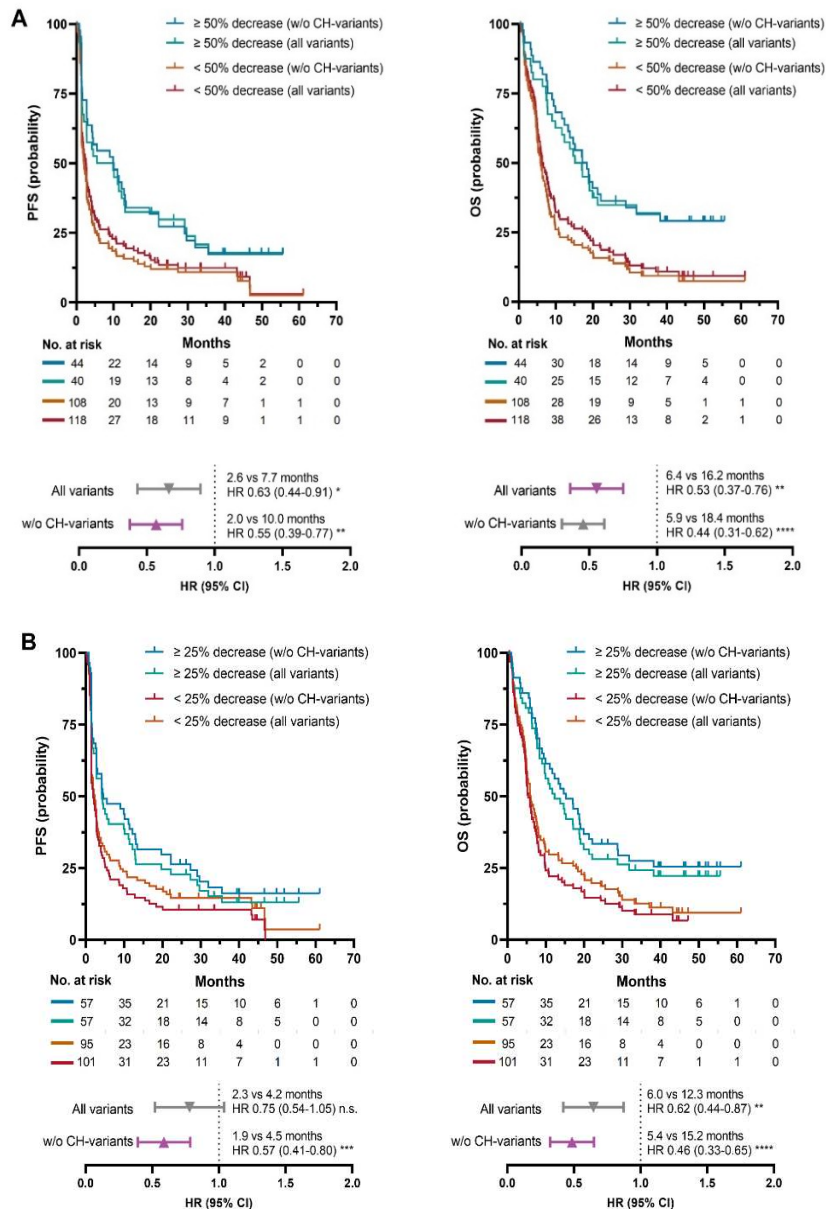 A
≥ 50% decrease (w/o CH-variants)
≥ 50% decrease (all variants)
< 50% decrease (w/o CH-variants)
< 50% decrease (all variants)
PFS (probability)
100
75
50
25
0
0 10 20 30 40 50 60 70
Months
No. at risk
44 22 14 9 5 2 0 0
40 19 13 8 4 2 0 0
108 20 13 9 7 1 1 0
118 27 18 11 9 1 1 0
All variants
2.6 vs 7.7 months
HR 0.63 (0.44-0.91) *
w/o CH-variants
2.0 vs 10.0 months
HR 0.55 (0.39-0.77) **
0.0 0.5 1.0 1.5 2.0
HR (95% CI)
≥ 50% decrease (w/o CH-variants)
≥ 50% decrease (all variants)
< 50% decrease (w/o CH-variants)
< 50% decrease (all variants)
OS (probability)
100
75
50
25
0
0 10 20 30 40 50 60 70
Months
No. at risk
44 30 18 14 9 5 0 0
40 25 15 12 7 4 0 0
108 28 19 9 5 1 1 0
118 38 26 13 8 2 1 0
All variants
6.4 vs 16.2 months
HR 0.53 (0.37-0.76) **
w/o CH-variants
5.9 vs 18.4 months
HR 0.44 (0.31-0.62) ****
0.0 0.5 1.0 1.5 2.0
HR (95% CI)
B
≥ 25% decrease (w/o CH-variants)
≥ 25% decrease (all variants)
< 25% decrease (w/o CH-variants)
< 25% decrease (all variants)
PFS (probability)
100
75
50
25
0
0 10 20 30 40 50 60 70
Months
No. at risk
57 35 21 15 10 6 1 0
57 32 18 14 8 5 0 0
95 23 16 8 4 0 0 0
101 31 23 11 7 1 1 0
All variants
2.3 vs 4.2 months
HR 0.75 (0.54-1.05) n.s.
w/o CH-variants
1.9 vs 4.5 months
HR 0.57 (0.41-0.80) ***
0.0 0.5 1.0 1.5 2.0
HR (95% CI)
≥ 25% decrease (w/o CH-variants)
≥ 25% decrease (all variants)
< 25% decrease (w/o CH-variants)
< 25% decrease (all variants)
OS (probability)
100
75
50
25
0
0 10 20 30 40 50 60 70
Months
No. at risk
57 35 21 15 10 6 1 0
57 32 18 14 8 5 0 0
95 23 16 8 4 0 0 0
101 31 23 11 7 1 1 0
All variants
6.0 vs 12.3 months
HR 0.62 (0.44-0.87) **
w/o CH-variants
5.4 vs 15.2 months
HR 0.46 (0.33-0.65) ****
0.0 0.5 1.0 1.5 2.0
HR (95% CI)